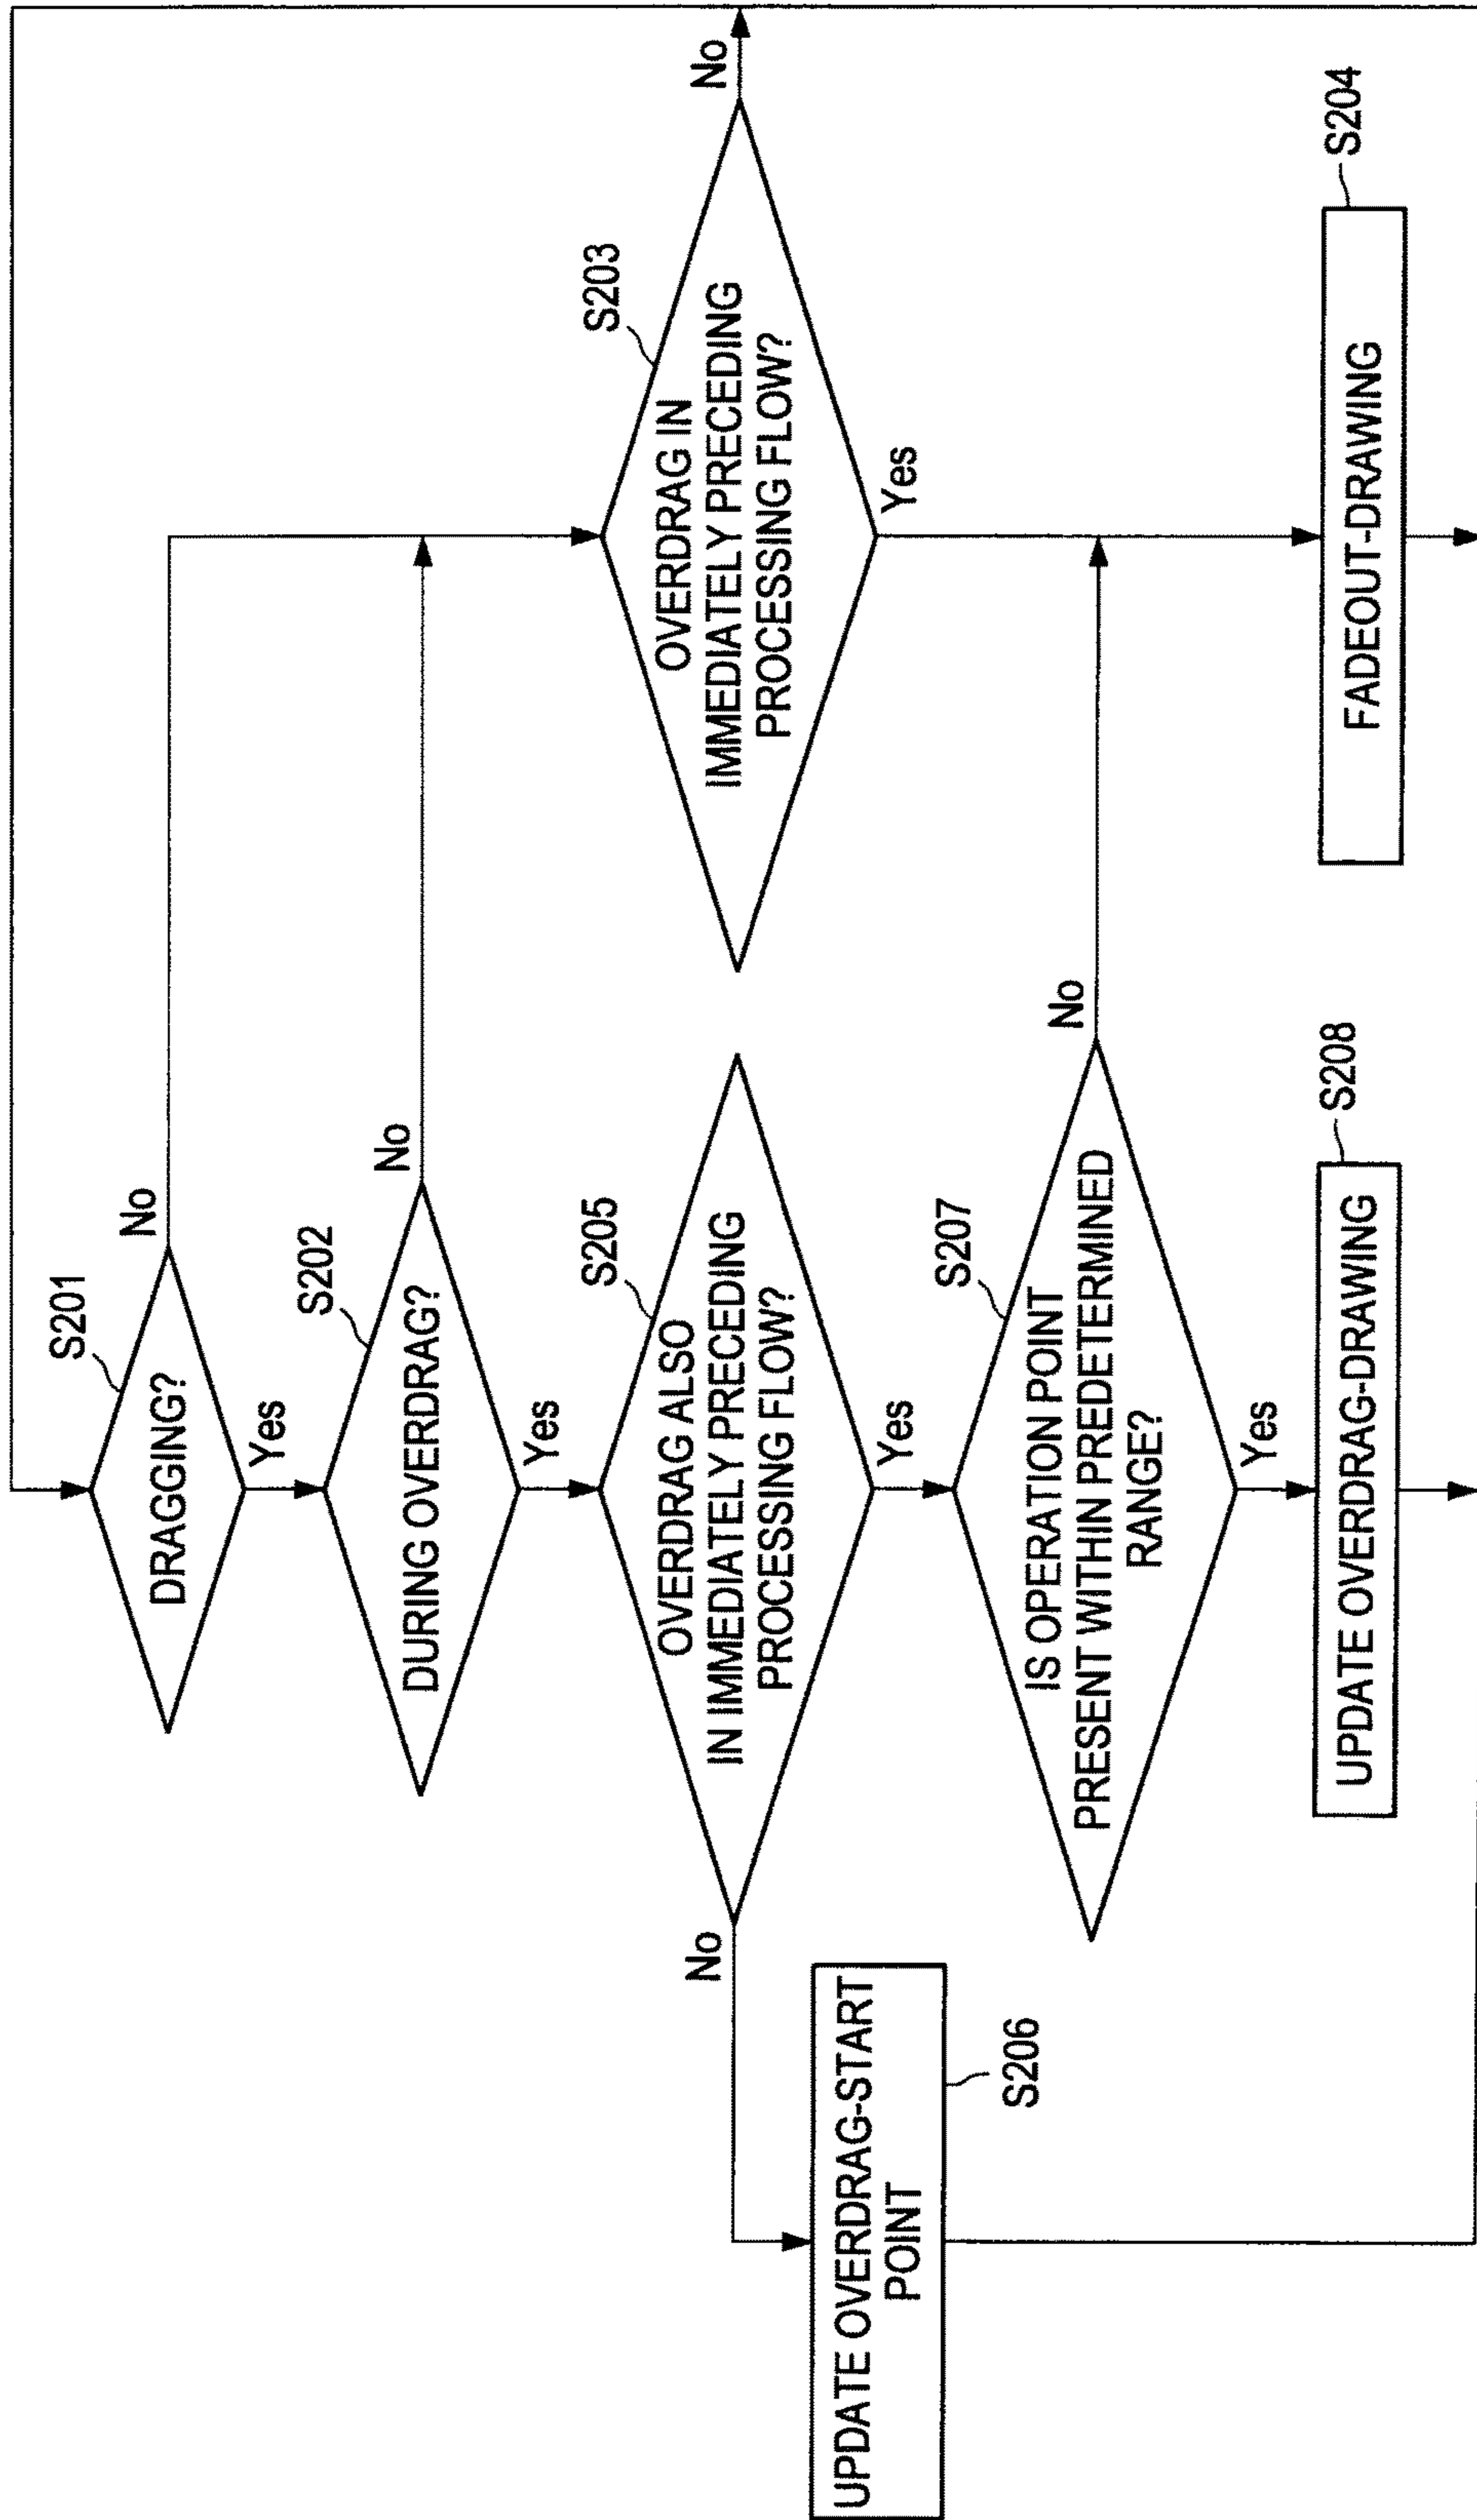 S201
DRAGGING?
No
Yes
S202
DURING OVERDRAG?
No
Yes
S205
OVERDRAG ALSO
IN IMMEDIATELY PRECEDING
PROCESSING FLOW?
No
Yes
S203
OVERDRAG IN
IMMEDIATELY PRECEDING
PROCESSING FLOW?
No
Yes
UPDATE OVERDRAG-START
POINT
S206
S207
IS OPERATION POINT
PRESENT WITHIN PREDETERMINED
RANGE?
No
Yes
S208
UPDATE OVERDRAG-DRAWING
S204
FADEOUT-DRAWING